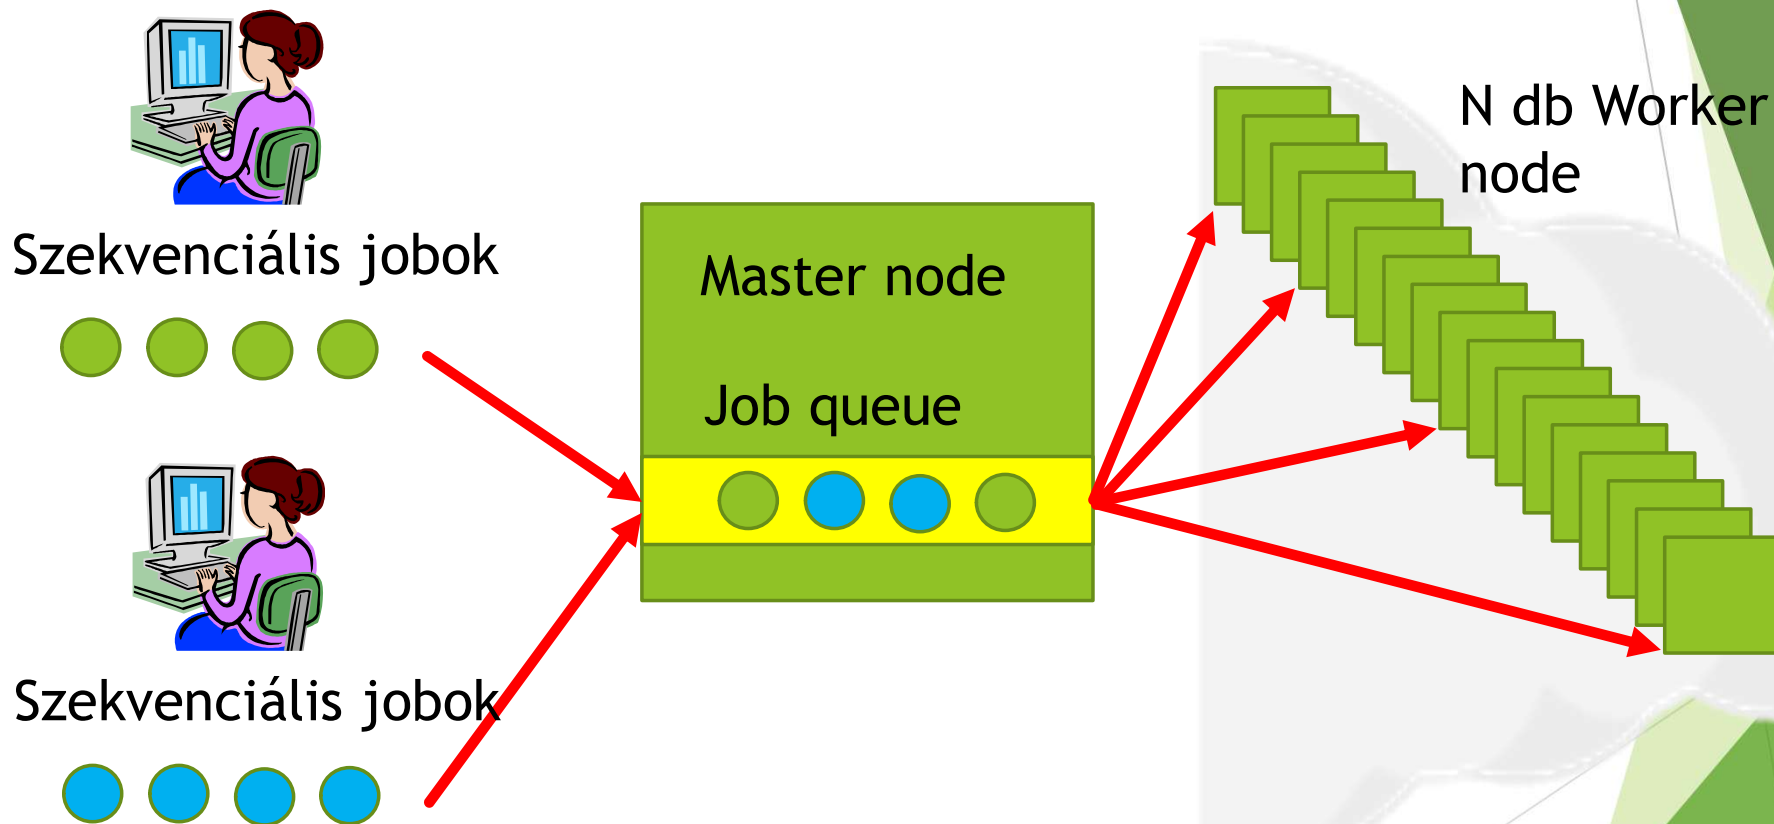 Szekvenciális jobok
Szekvenciális jobok
Master node
Job queue
N db Worker
node